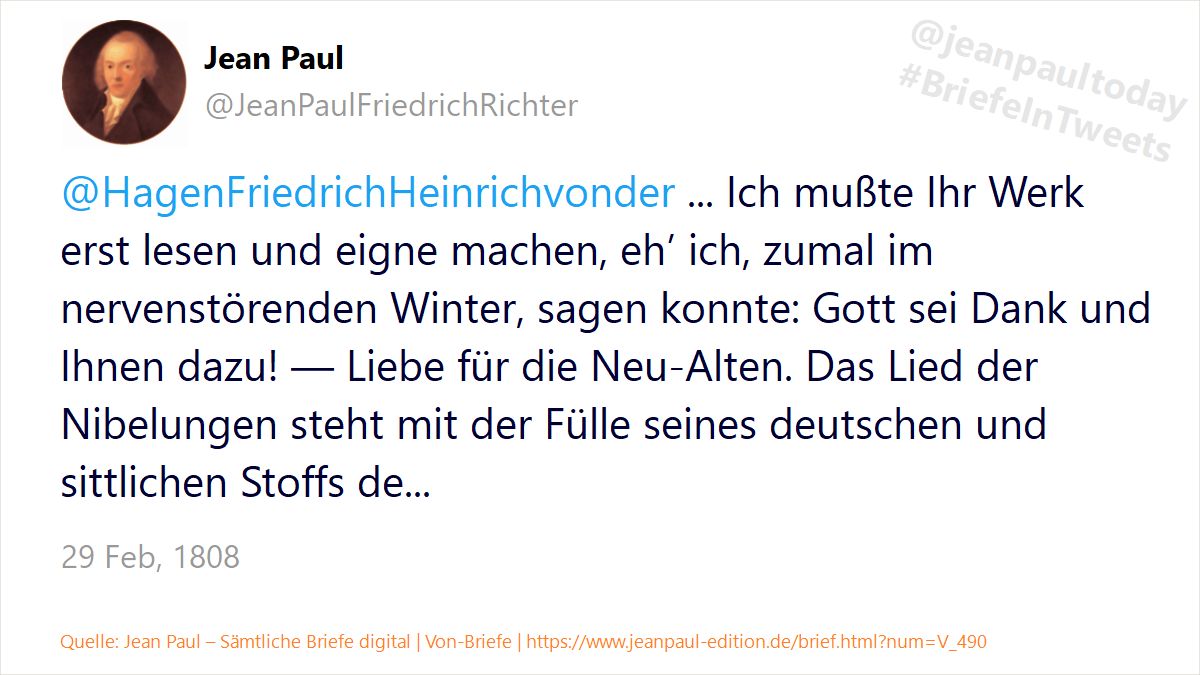 Jean Paul
@JeanPaulFriedrichRichter
@jeanpaultoday
#BriefeInTweets
@HagenFriedrichHeinrichvonder ... Ich mußte Ihr Werk
erst lesen und eigne machen, eh’ ich, zumal im
nervenstörenden Winter, sagen konnte: Gott sei Dank und
Ihnen dazu! — Liebe für die Neu-Alten. Das Lied der
Nibelungen steht mit der Fülle seines deutschen und
sittlichen Stoffs de...
29 Feb, 1808
Quelle: Jean Paul – Sämtliche Briefe digital | Von-Briefe | https://www.jeanpaul-edition.de/brief.html?num=V_490